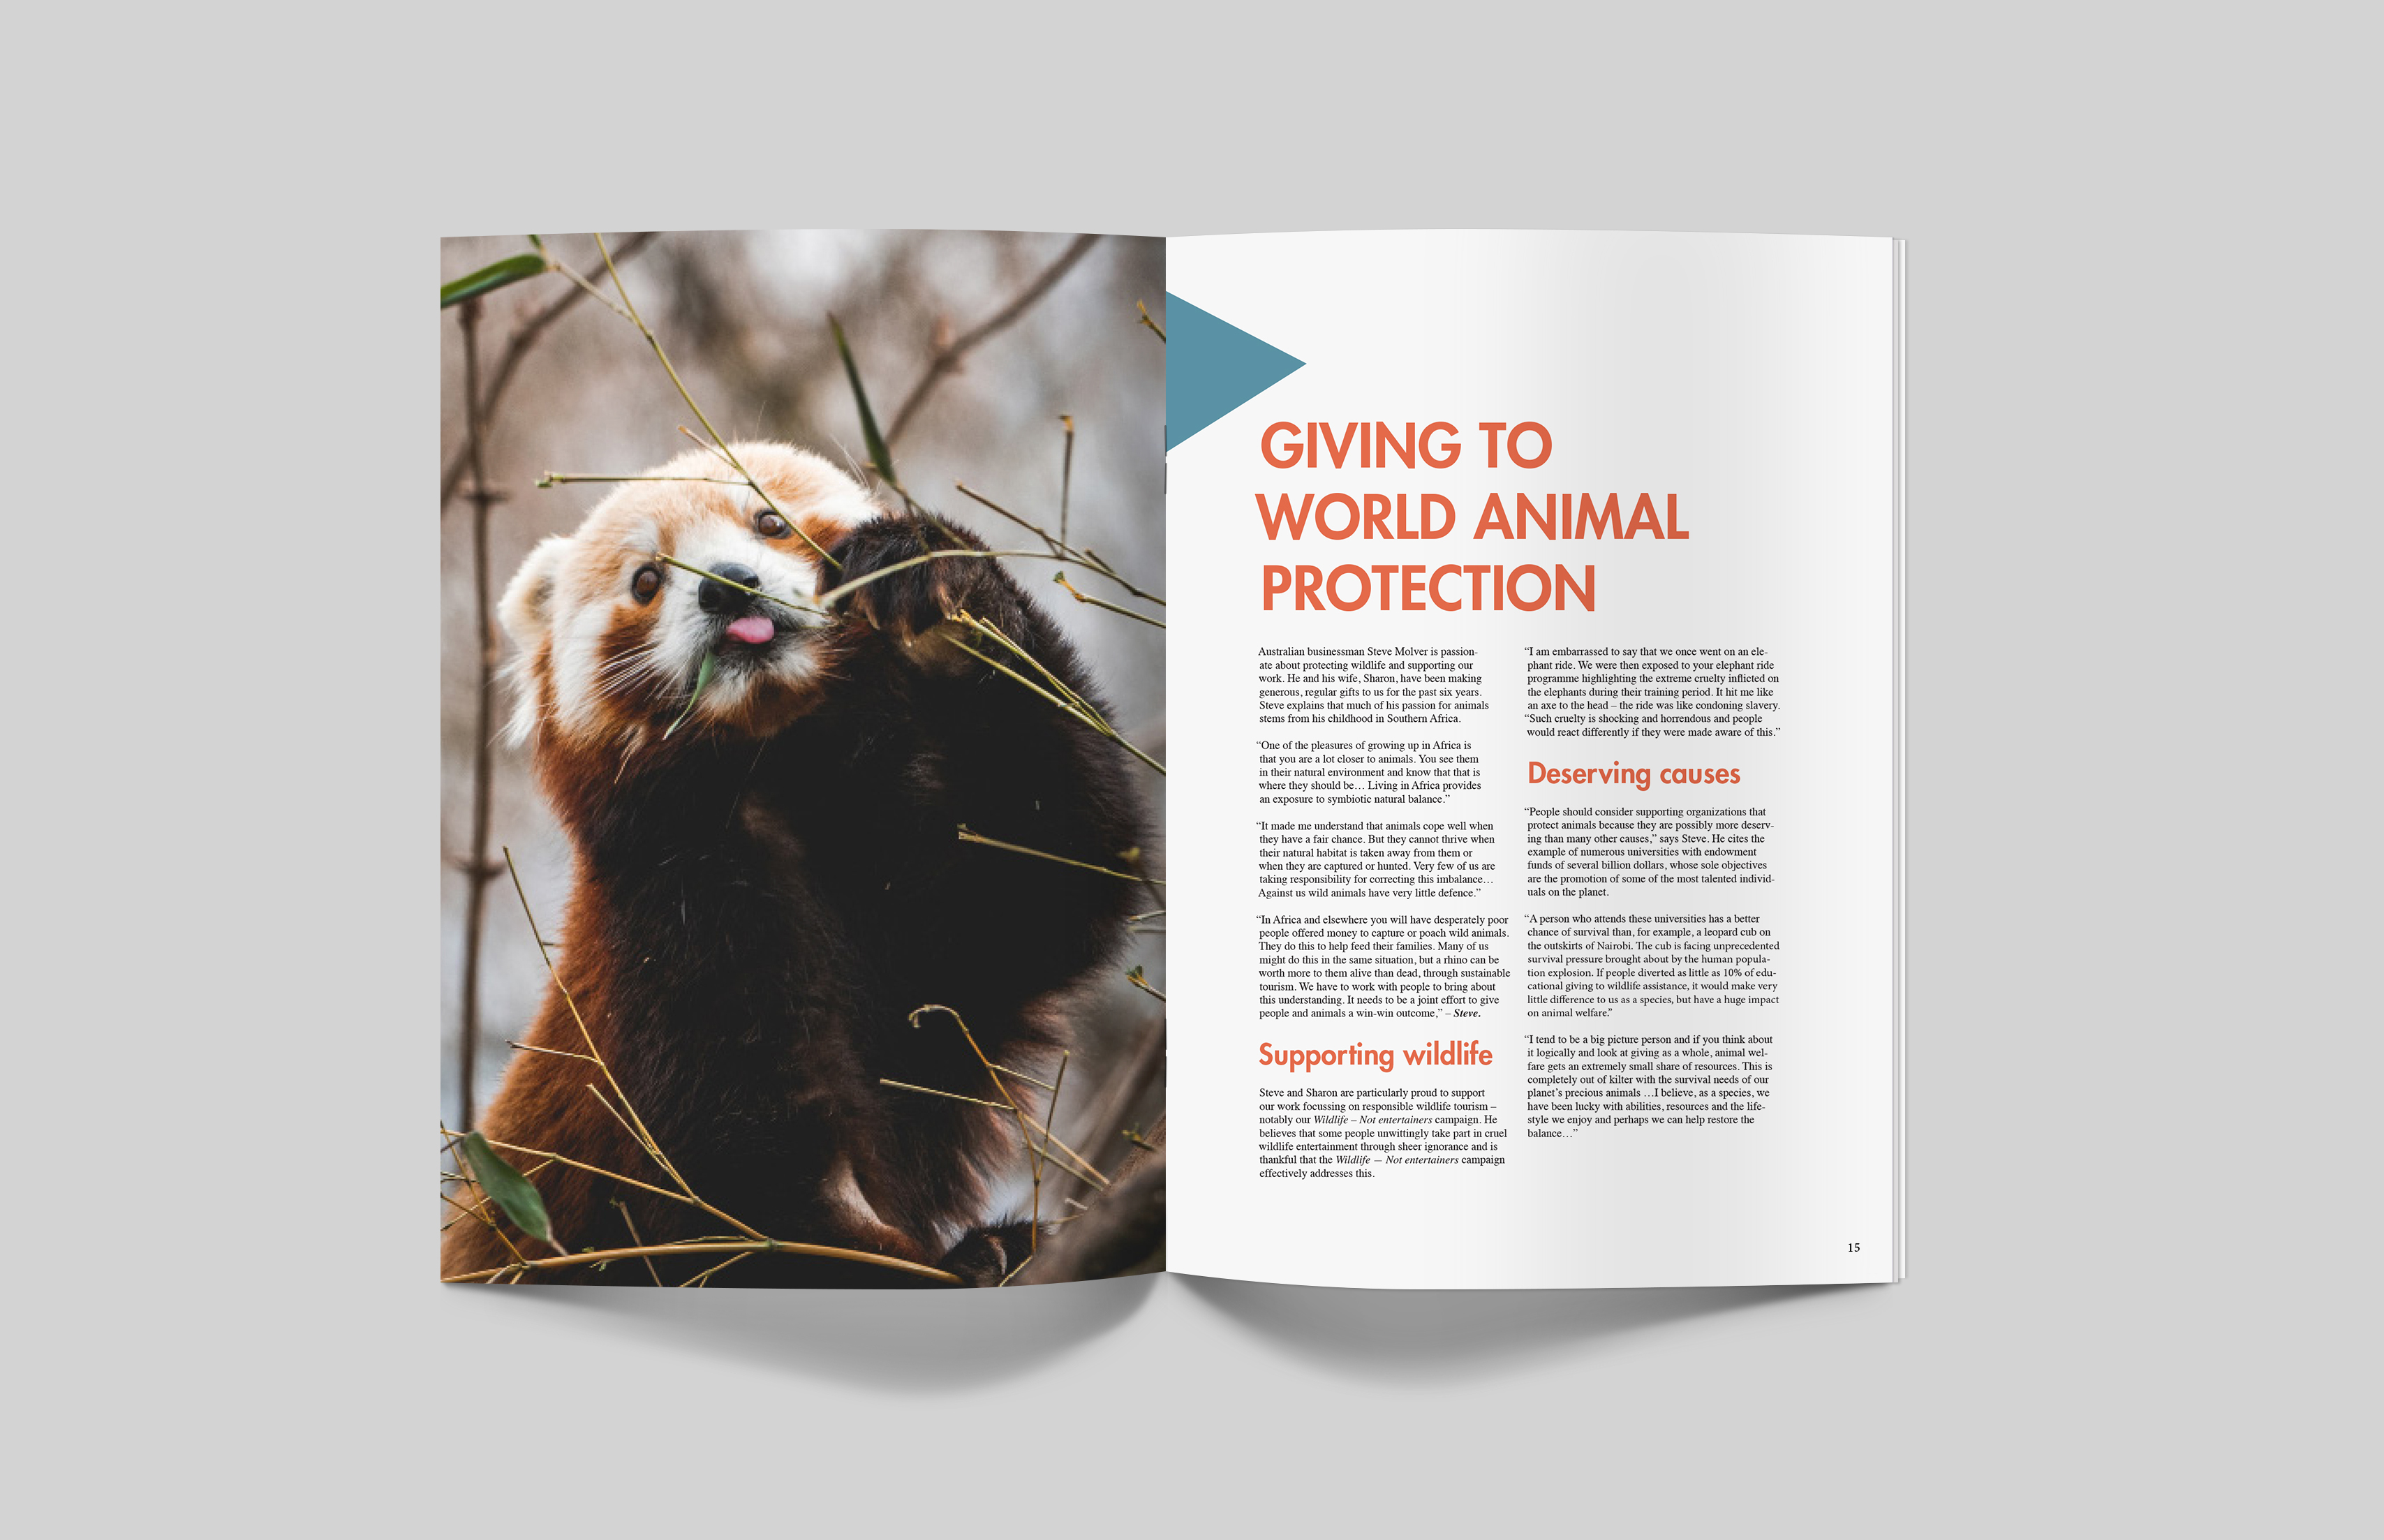 GIVING TO
WORLD ANIMAL
PROTECTION
Australian businessman Steve Molver is passion-
ate about protecting wildlife and supporting our
work. He and his wife, Sharon, have been making
generous, regular gifts to us for the past six years.
Steve explains that much of his passion for animals
stems from his childhood in Southern Africa.
“One of the pleasures of growing up in Africa is
that you are a lot closer to animals. You see them
in their natural environment and know that that is
where they should be… Living in Africa provides
an exposure to symbiotic natural balance.”
“It made me understand that animals cope well when
they have a fair chance. But they cannot thrive when
their natural habitat is taken away from them or
when they are captured or hunted. Very few of us are
taking responsibility for correcting this imbalance…
Against us wild animals have very little defence.”
“In Africa and elsewhere you will have desperately poor
people offered money to capture or poach wild animals.
They do this to help feed their families. Many of us
might do this in the same situation, but a rhino can be
worth more to them alive than dead, through sustainable
tourism. We have to work with people to bring about
this understanding. It needs to be a joint effort to give
people and animals a win-win outcome,” – Steve.
Supporting wildlife
Steve and Sharon are particularly proud to support
our work focussing on responsible wildlife tourism –
notably our Wildlife – Not entertainers campaign. He
believes that some people unwittingly take part in cruel
wildlife entertainment through sheer ignorance and is
thankful that the Wildlife — Not entertainers campaign
effectively addresses this.
“I am embarrassed to say that we once went on an ele-
phant ride. We were then exposed to your elephant ride
programme highlighting the extreme cruelty inflicted on
the elephants during their training period. It hit me like
an axe to the head – the ride was like condoning slavery.
“Such cruelty is shocking and horrendous and people
would react differently if they were made aware of this.”
Deserving causes
“People should consider supporting organizations that
protect animals because they are possibly more deserv-
ing than many other causes,” says Steve. He cites the
example of numerous universities with endowment
funds of several billion dollars, whose sole objectives
are the promotion of some of the most talented individ-
uals on the planet.
“A person who attends these universities has a better
chance of survival than, for example, a leopard cub on
the outskirts of Nairobi. The cub is facing unprecedented
survival pressure brought about by the human popula-
tion explosion. If people diverted as little as 10% of edu-
cational giving to wildlife assistance, it would make very
little difference to us as a species, but have a huge impact
on animal welfare.”
“I tend to be a big picture person and if you think about
it logically and look at giving as a whole, animal wel-
fare gets an extremely small share of resources. This is
completely out of kilter with the survival needs of our
planet’s precious animals …I believe, as a species, we
have been lucky with abilities, resources and the life-
style we enjoy and perhaps we can help restore the
balance…”
15